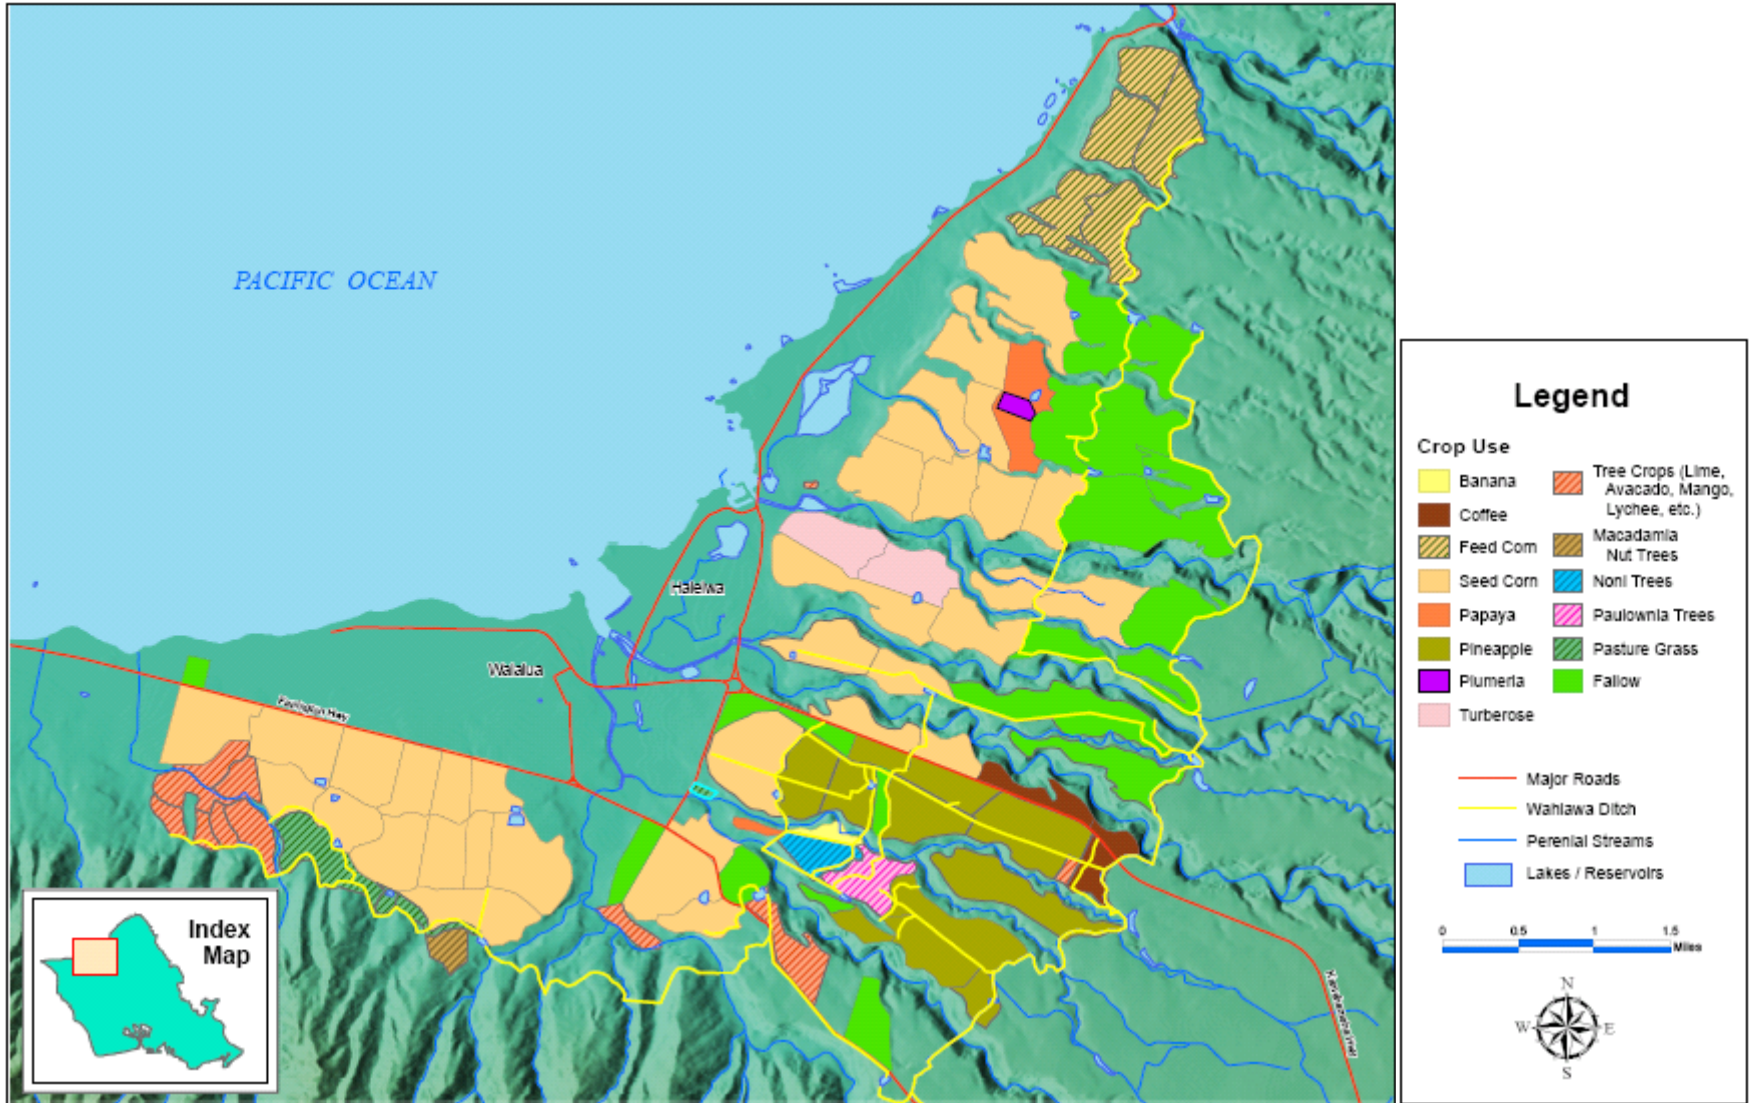 PACIFIC OCEAN
Haleiwa
Waialua
Farrington Hwy
Index
Map
Legend
Crop Use
Banana
Coffee
Feed Corn
Seed Corn
Papaya
Pineapple
Plumeria
Turberose
Tree Crops (Lime,
Avacado, Mango,
Lychee, etc.)
Macadamia
Nut Trees
Noni Trees
Paulownia Trees
Pasture Grass
Fallow
Major Roads
Wahiawa Ditch
Perenial Streams
Lakes / Reservoirs
0 0.5 1 1.5
Miles
N
W E
S